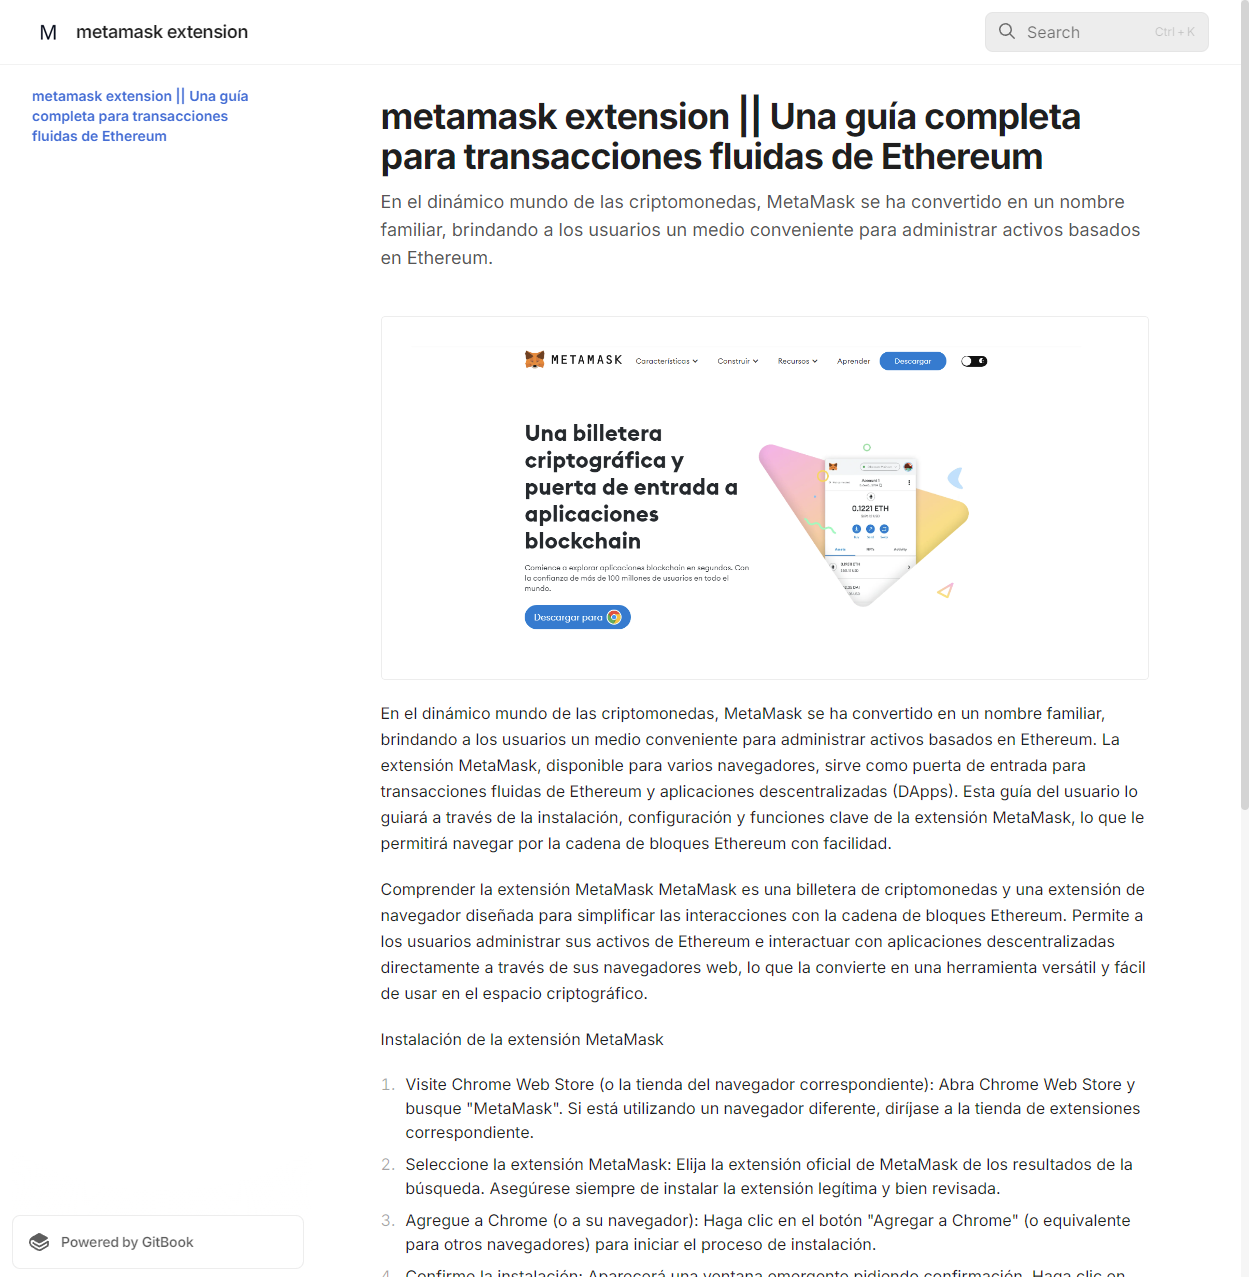 M metamask extension
Search Ctrl + K
metamask extension || Una guía
completa para transacciones
fluidas de Ethereum
metamask extension || Una guía completa
para transacciones fluidas de Ethereum
En el dinámico mundo de las criptomonedas, MetaMask se ha convertido en un nombre
familiar, brindando a los usuarios un medio conveniente para administrar activos basados
en Ethereum.
METAMASK Características Construir Recursos Aprender Descargar
Una billetera
criptográfica y
puerta de entrada a
aplicaciones
blockchain
Comience a explorar aplicaciones blockchain en segundos. Con
la confianza de más de 100 millones de usuarios en todo el
mundo.
Descargar para
0.1221 ETH
En el dinámico mundo de las criptomonedas, MetaMask se ha convertido en un nombre familiar,
brindando a los usuarios un medio conveniente para administrar activos basados en Ethereum. La
extensión MetaMask, disponible para varios navegadores, sirve como puerta de entrada para
transacciones fluidas de Ethereum y aplicaciones descentralizadas (DApps). Esta guía del usuario lo
guiará a través de la instalación, configuración y funciones clave de la extensión MetaMask, lo que le
permitirá navegar por la cadena de bloques Ethereum con facilidad.
Comprender la extensión MetaMask MetaMask es una billetera de criptomonedas y una extensión de
navegador diseñada para simplificar las interacciones con la cadena de bloques Ethereum. Permite a
los usuarios administrar sus activos de Ethereum e interactuar con aplicaciones descentralizadas
directamente a través de sus navegadores web, lo que la convierte en una herramienta versátil y fácil
de usar en el espacio criptográfico.
Instalación de la extensión MetaMask
1. Visite Chrome Web Store (o la tienda del navegador correspondiente): Abra Chrome Web Store y
busque "MetaMask". Si está utilizando un navegador diferente, diríjase a la tienda de extensiones
correspondiente.
2. Seleccione la extensión MetaMask: Elija la extensión oficial de MetaMask de los resultados de la
búsqueda. Asegúrese siempre de instalar la extensión legítima y bien revisada.
3. Agregue a Chrome (o a su navegador): Haga clic en el botón "Agregar a Chrome" (o equivalente
para otros navegadores) para iniciar el proceso de instalación.
4. Confirme la instalación: Aparecerá una ventana emergente pidiendo confirmación. Haga clic en
Powered by GitBook